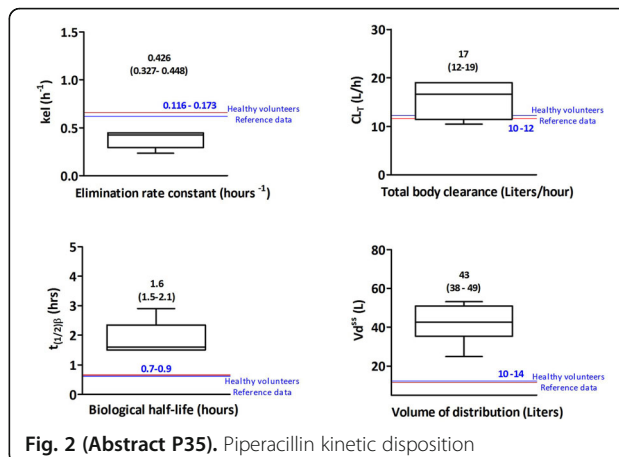 1.5
1.0
0.5
0.0
kel (h-1)
0.426
(0.327- 0.448)
0.116 - 0.173
Healthy volunteers
Reference data
Elimination rate constant (hours -1)
30
20
10
0
CLT (L/h)
17
(12-19)
Healthy volunteers
Reference data
10-12
Total body clearance (Liters/hour)
5
4
3
2
1
0
t(1/2)β (hrs)
1.6
(1.5-2.1)
0.7-0.9
Healthy volunteers
Reference data
Biological half-life (hours)
80
60
40
20
Vdss (L)
43
(38 - 49)
10 -14
Healthy volunteers
Reference data
Volume of distribution (Liters)
Fig. 2 (Abstract P35). Piperacillin kinetic disposition